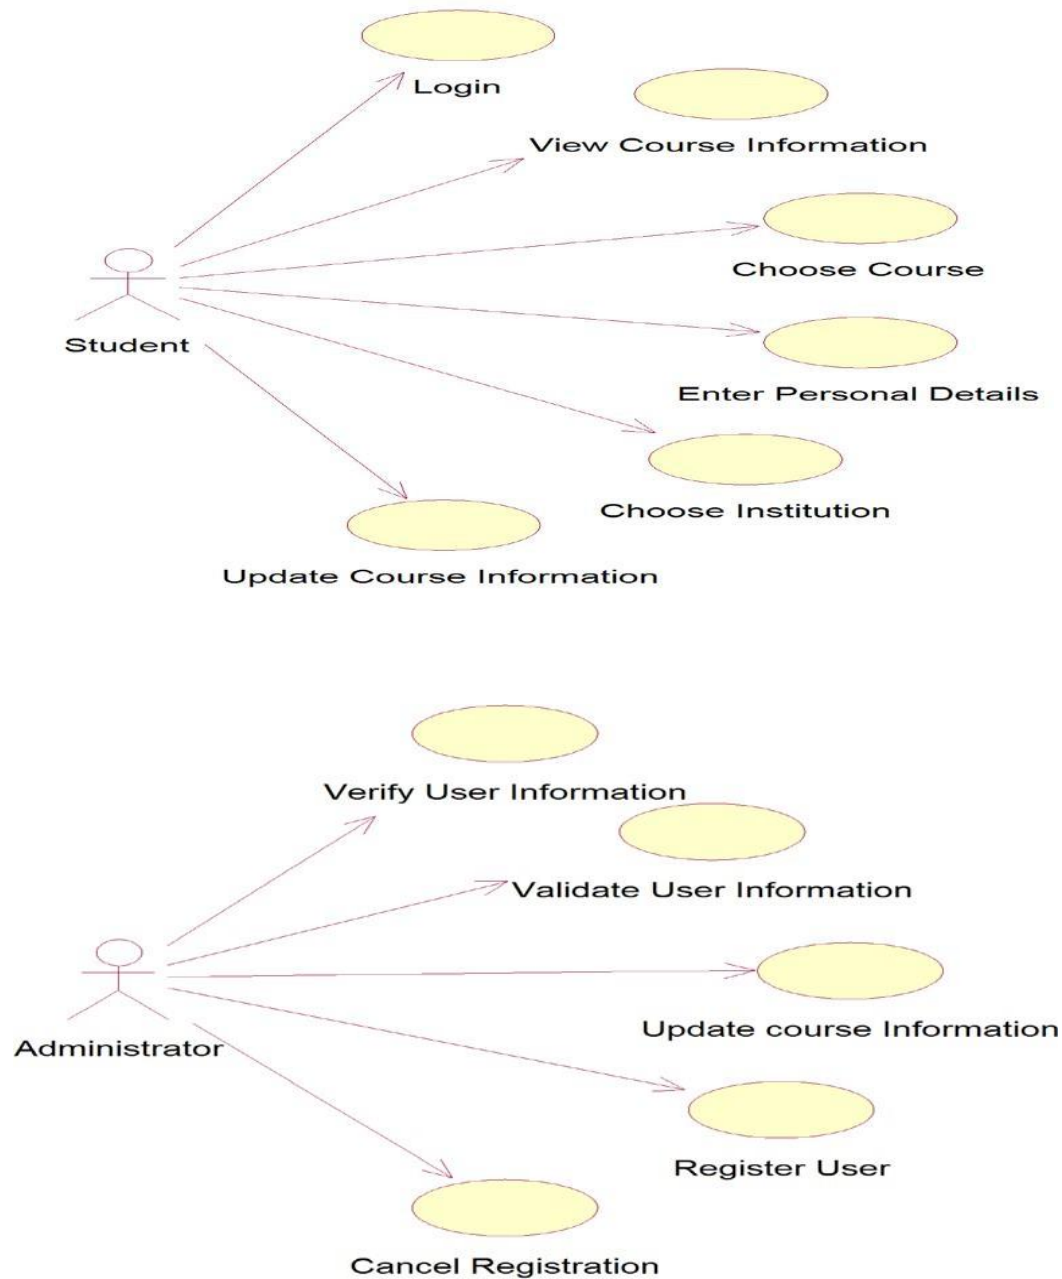 Login
View Course Information
Choose Course
Student
Enter Personal Details
Choose Institution
Update Course Information
Verify User Information
Validate User Information
Update course Information
Administrator
Register User
Cancel Registration